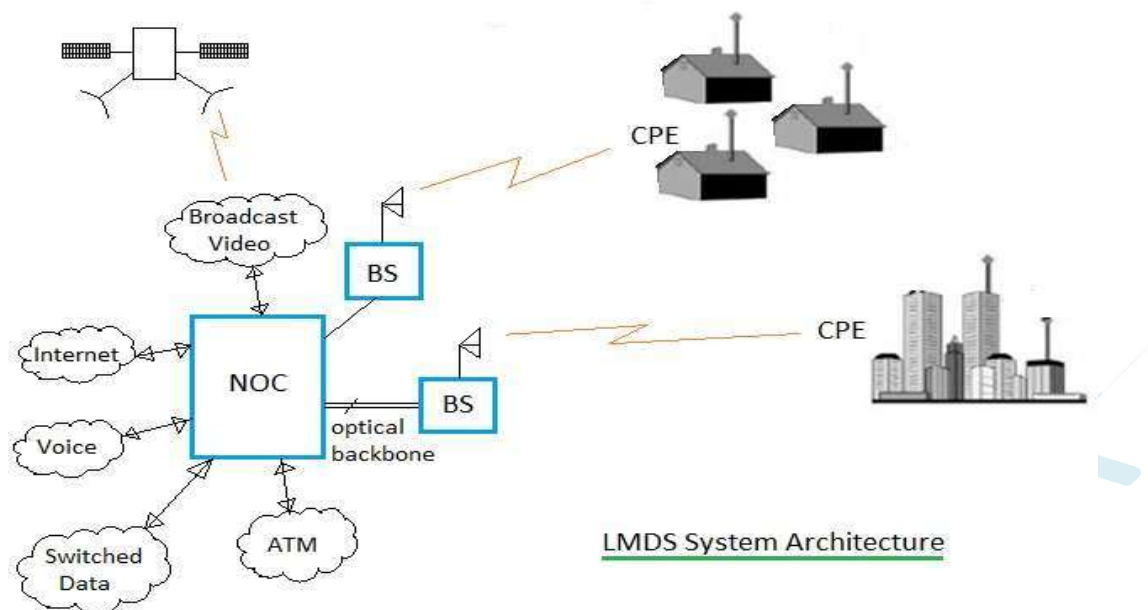 CPE
Broadcast
Video
BS
Internet
NOC
CPE
BS
Voice
optical
backbone
Switched
Data
ATM
LMDS System Architecture